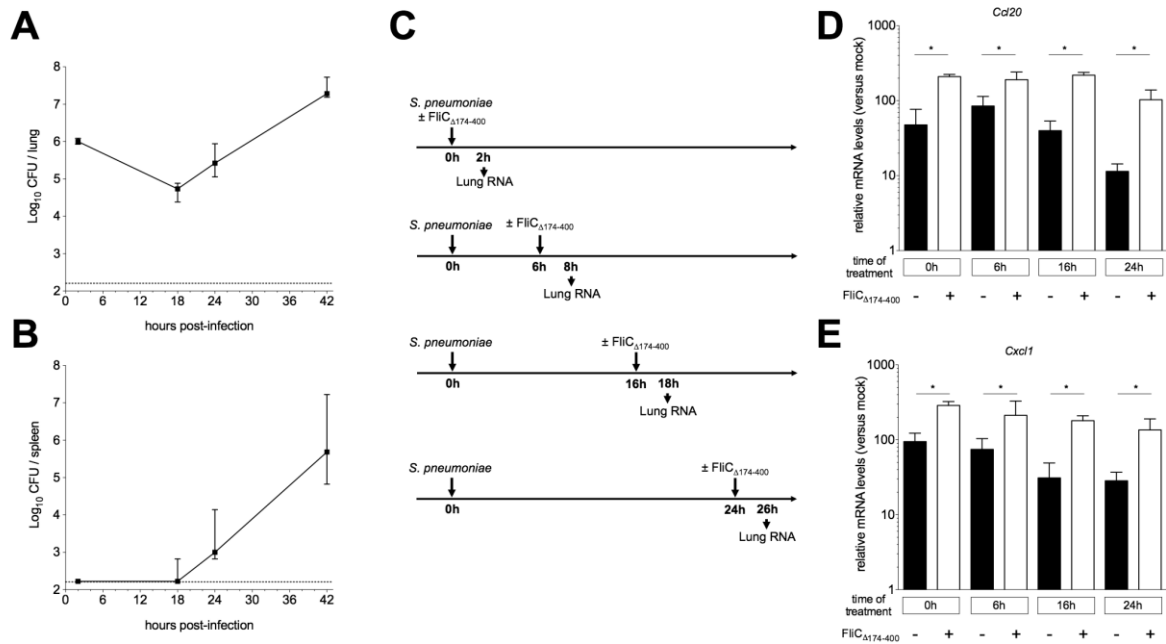 A
Log10 CFU / lung
8
7
6
5
4
3
2
0 6 12 18 24 30 36 42
hours post-infection
B
Log10 CFU / spleen
8
7
6
5
4
3
2
0 6 12 18 24 30 36 42
hours post-infection
C
S. pneumoniae
± FliCΔ174-400
0h 2h
Lung RNA
S. pneumoniae ± FliCΔ174-400
0h 6h 8h
Lung RNA
S. pneumoniae ± FliCΔ174-400
0h 16h 18h
Lung RNA
S. pneumoniae ± FliCΔ174-400
0h 24h 26h
Lung RNA
D
Ccl20
relative mRNA levels (versus mock)
1000
100
10
1
* * * *
time of
treatment
0h 6h 16h 24h
FliCΔ174-400 - + - + - + - +
E
Cxcl1
relative mRNA levels (versus mock)
1000
100
10
1
* * * *
time of
treatment
0h 6h 16h 24h
FliCΔ174-400 - + - + - + - +